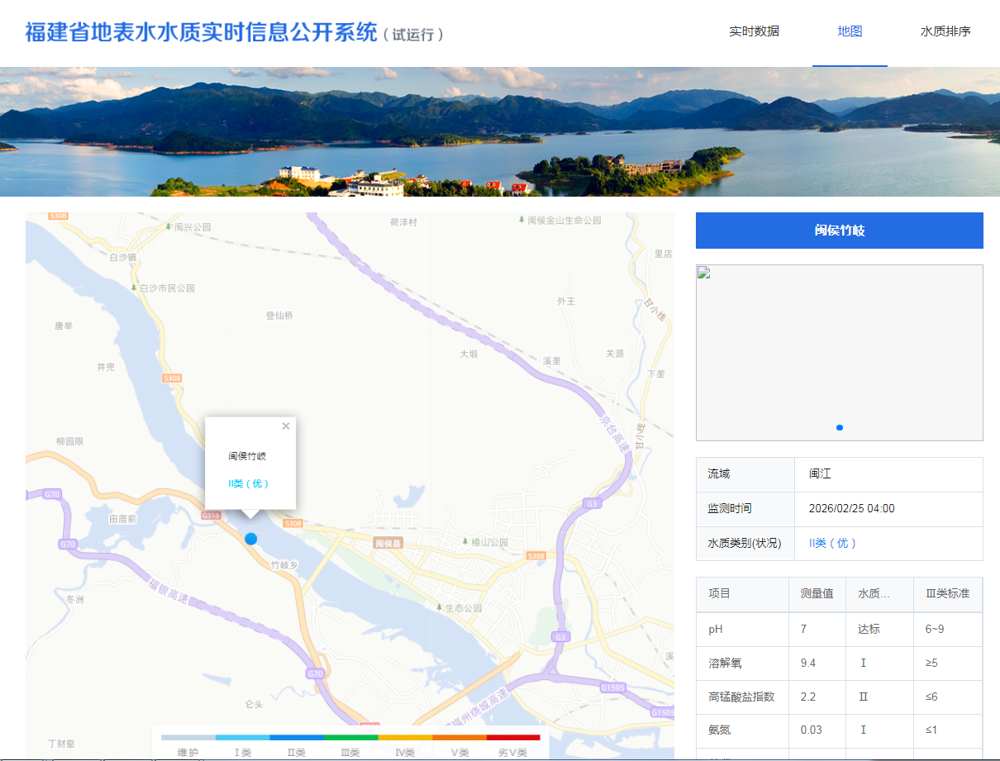 福建省地表水水质实时信息公开系统（试运行）
实时数据 地图 水质排序
S308
闽兴公园
荷洋村
闽侯金山生命公园
白沙镇
里店
白沙市民公园
外王
甘小线
登仙桥
唐举
大塅
溪垄
关源
井兜
下垄
S308
京台高速
甘小线
柳园限
×
闽侯竹岐
II类（优）
G70
G3
田厝前
G316
S308
G70
闽侯县
樟山公园
S308
竹岐乡
福银高速
冬洲
生态公园
G3
溪
G70
G1505
福州绕城高速
G1505
仑头
丁财童
维护 I类 II类 III类 IV类 V类 劣V类
闽侯竹岐
流域 闽江
监测时间 2026/02/25 04:00
水质类别(状况) II类（优）
项目 测量值 水质... III类标准
pH 7 达标 6~9
溶解氧 9.4 I ≥5
高锰酸盐指数 2.2 II ≤6
氨氮 0.03 I ≤1